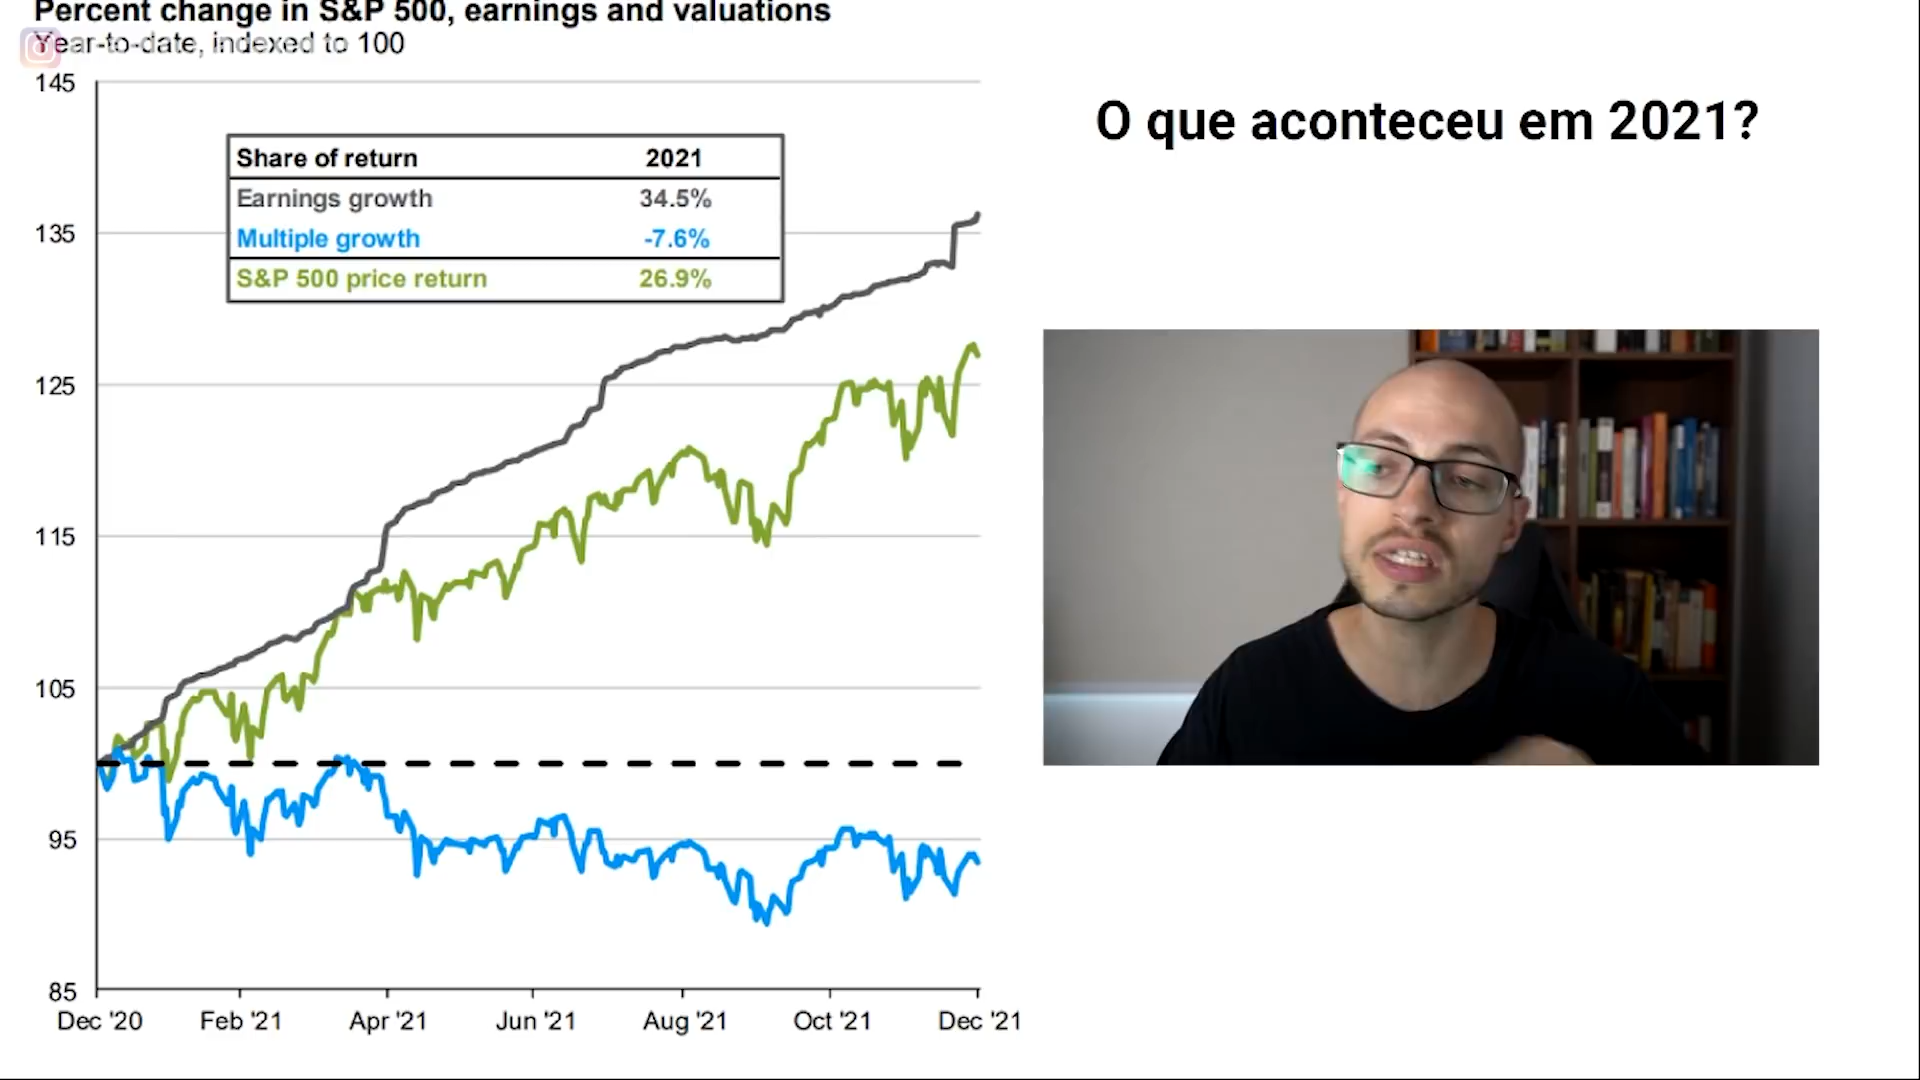 Percent change in S&P 500, earnings and valuations
Year-to-date, indexed to 100
O que aconteceu em 2021?
145
135
125
115
105
95
85
Share of return 2021
Earnings growth 34.5%
Multiple growth -7.6%
S&P 500 price return 26.9%
Dec '20 Feb '21 Apr '21 Jun '21 Aug '21 Oct '21 Dec '21